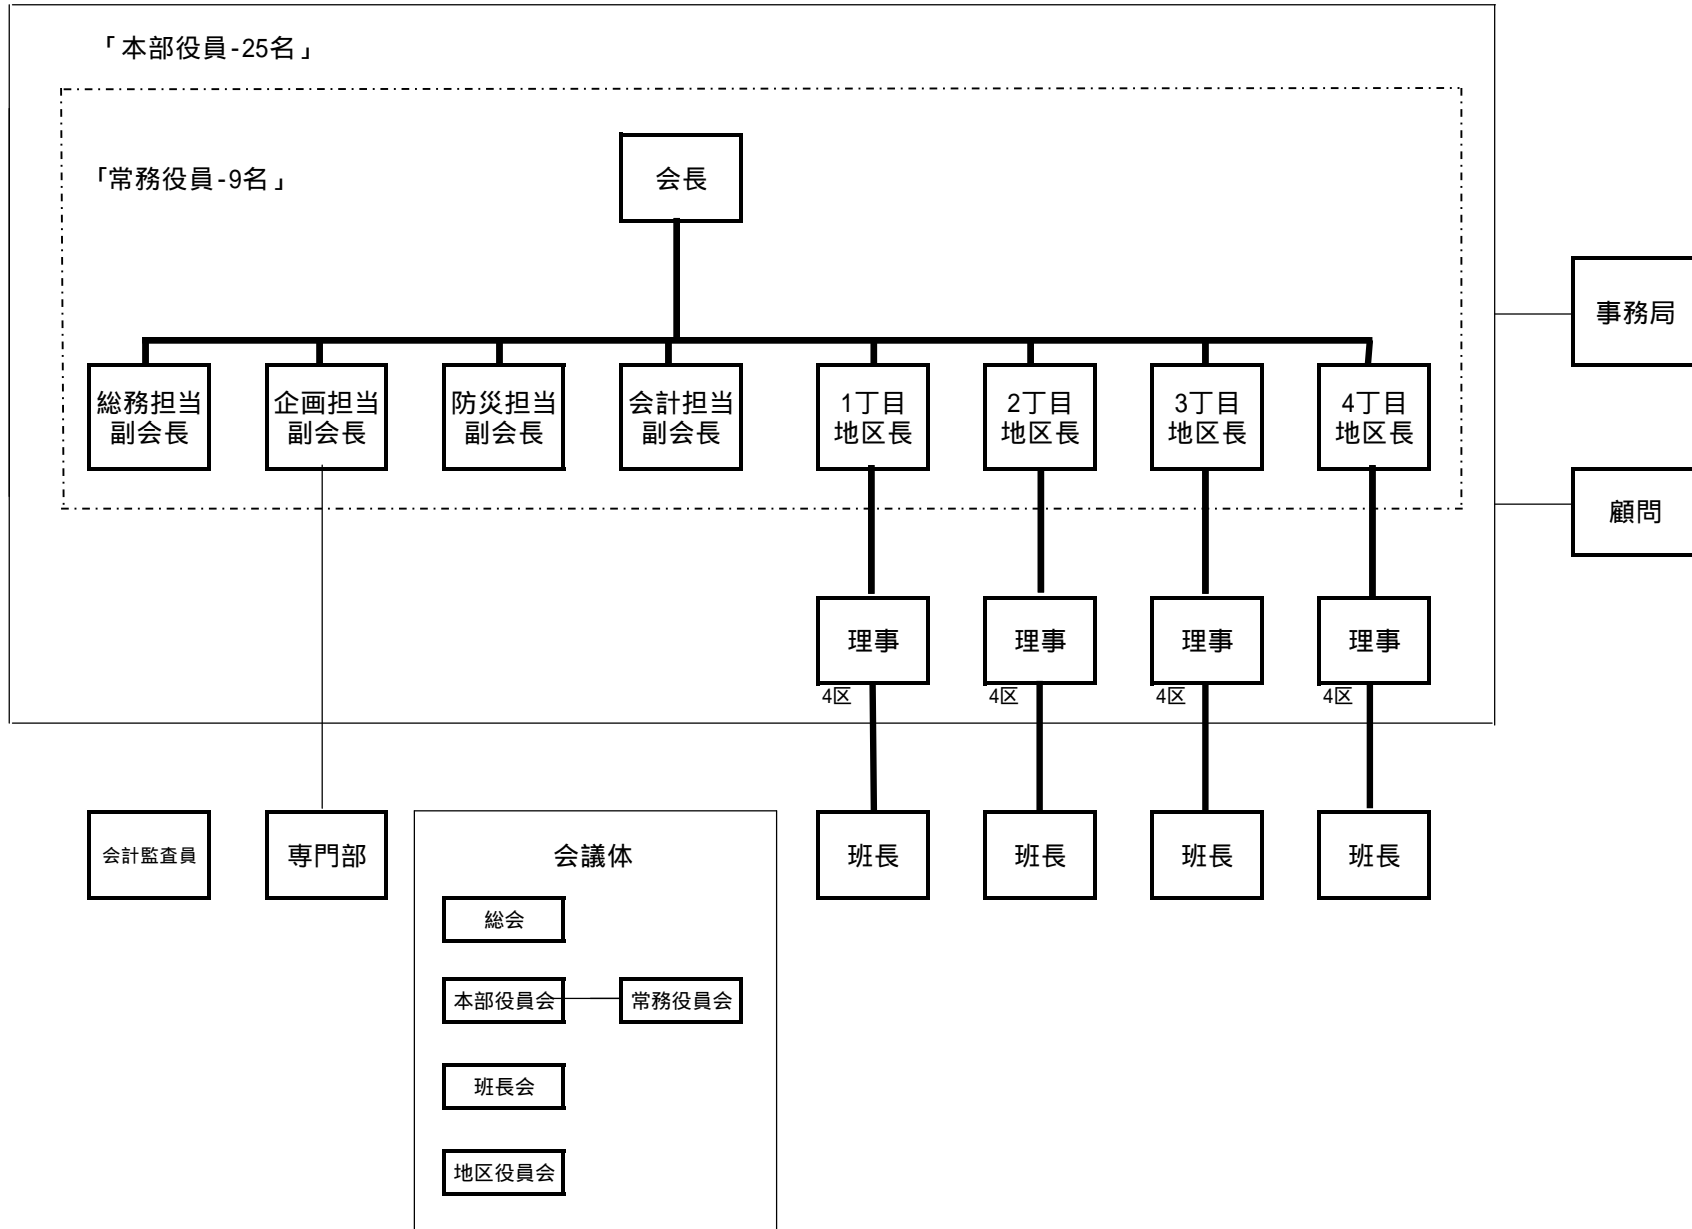 「本部役員-25名」
「常務役員-9名」
会長
事務局
総務担当
副会長
企画担当
副会長
防災担当
副会長
会計担当
副会長
1丁目
地区長
2丁目
地区長
3丁目
地区長
4丁目
地区長
顧問
理事
理事
理事
理事
4区
4区
4区
4区
会計監査員
専門部
会議体
班長
班長
班長
班長
総会
本部役員会
常務役員会
班長会
地区役員会